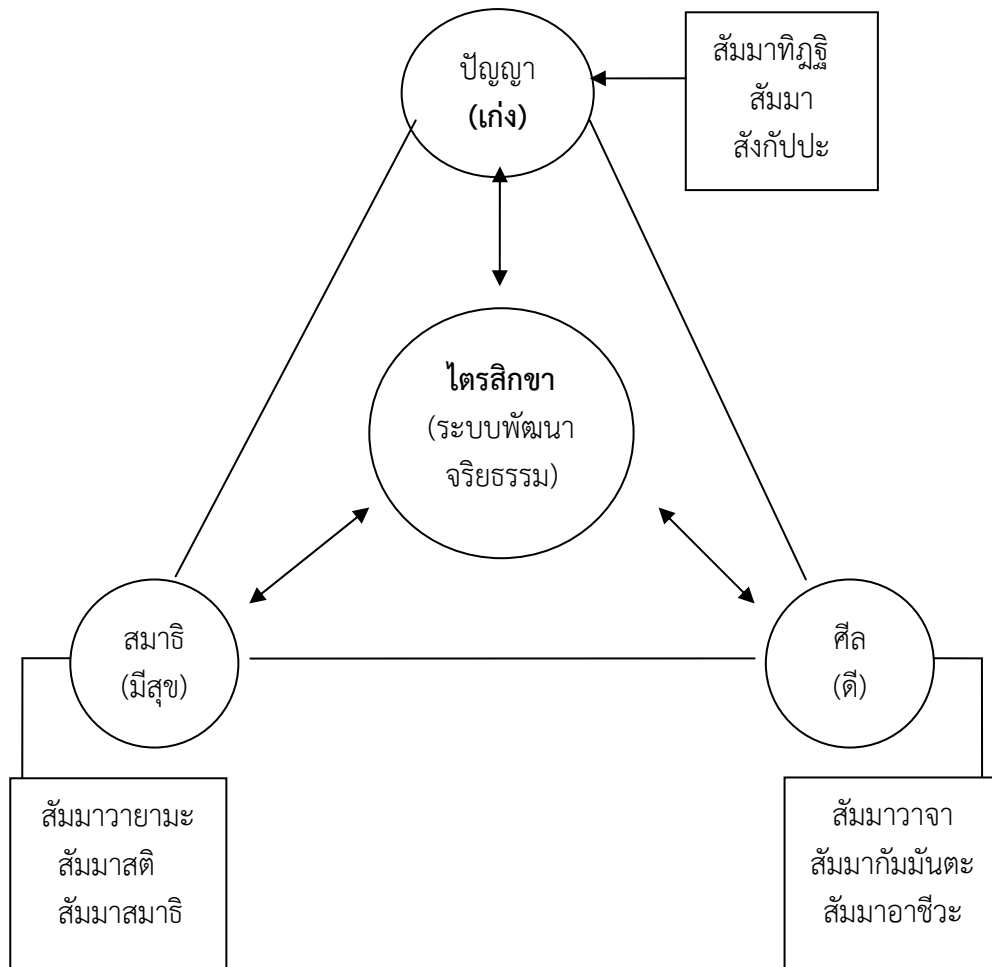 ปัญญา
(เก่ง)
สัมมาทิฎฐิ
สัมมา
สังกัปปะ
ไตรสิกขา
(ระบบพัฒนา
จริยธรรม)
สมาธิ
(มีสุข)
ศีล
(ดี)
สัมมาวายามะ
สัมมาสติ
สัมมาสมาธิ
สัมมาวาจา
สัมมากัมมันตะ
สัมมาอาชีวะ